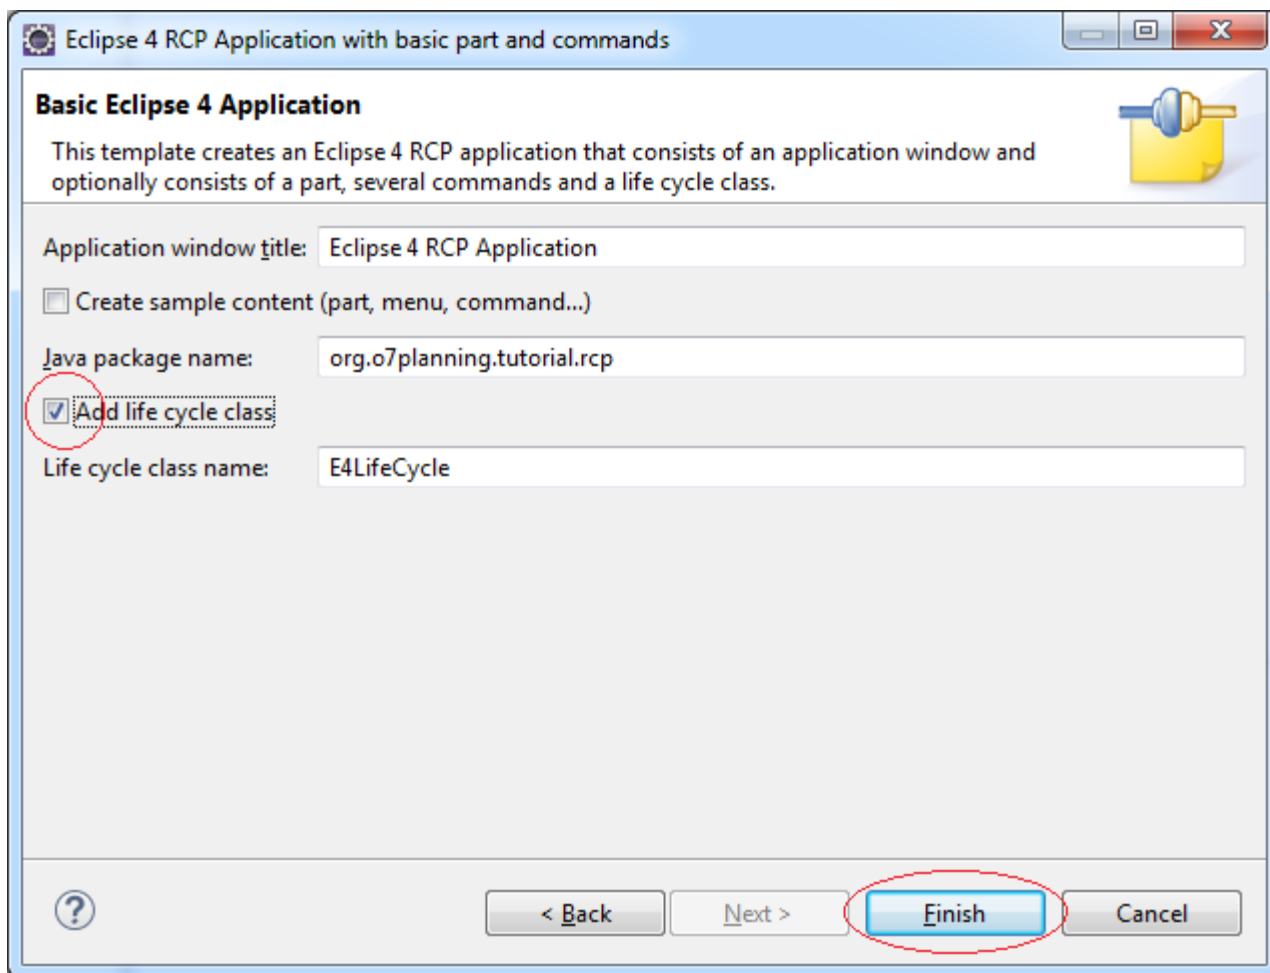 Eclipse 4 RCP Application with basic part and commands
Basic Eclipse 4 Application
This template creates an Eclipse 4 RCP application that consists of an application window and
optionally consists of a part, several commands and a life cycle class.
Application window title: Eclipse 4 RCP Application
Create sample content (part, menu, command...)
Java package name: org.o7planning.tutorial.rcp
Add life cycle class
Life cycle class name: E4LifeCycle
? < Back Next > Finish Cancel